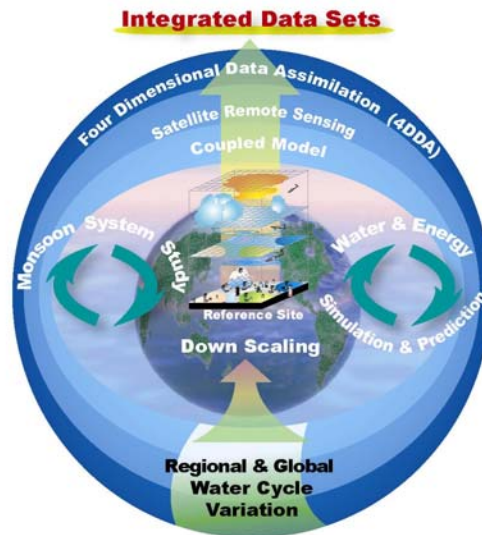 Integrated Data Sets
Four Dimensional Data Assimilation (4DDA)
Satellite Remote Sensing
Coupled Model
Monsoon System Study
Water & Energy
Simulation & Prediction
Reference Site
Down Scaling
Regional & Global
Water Cycle
Variation